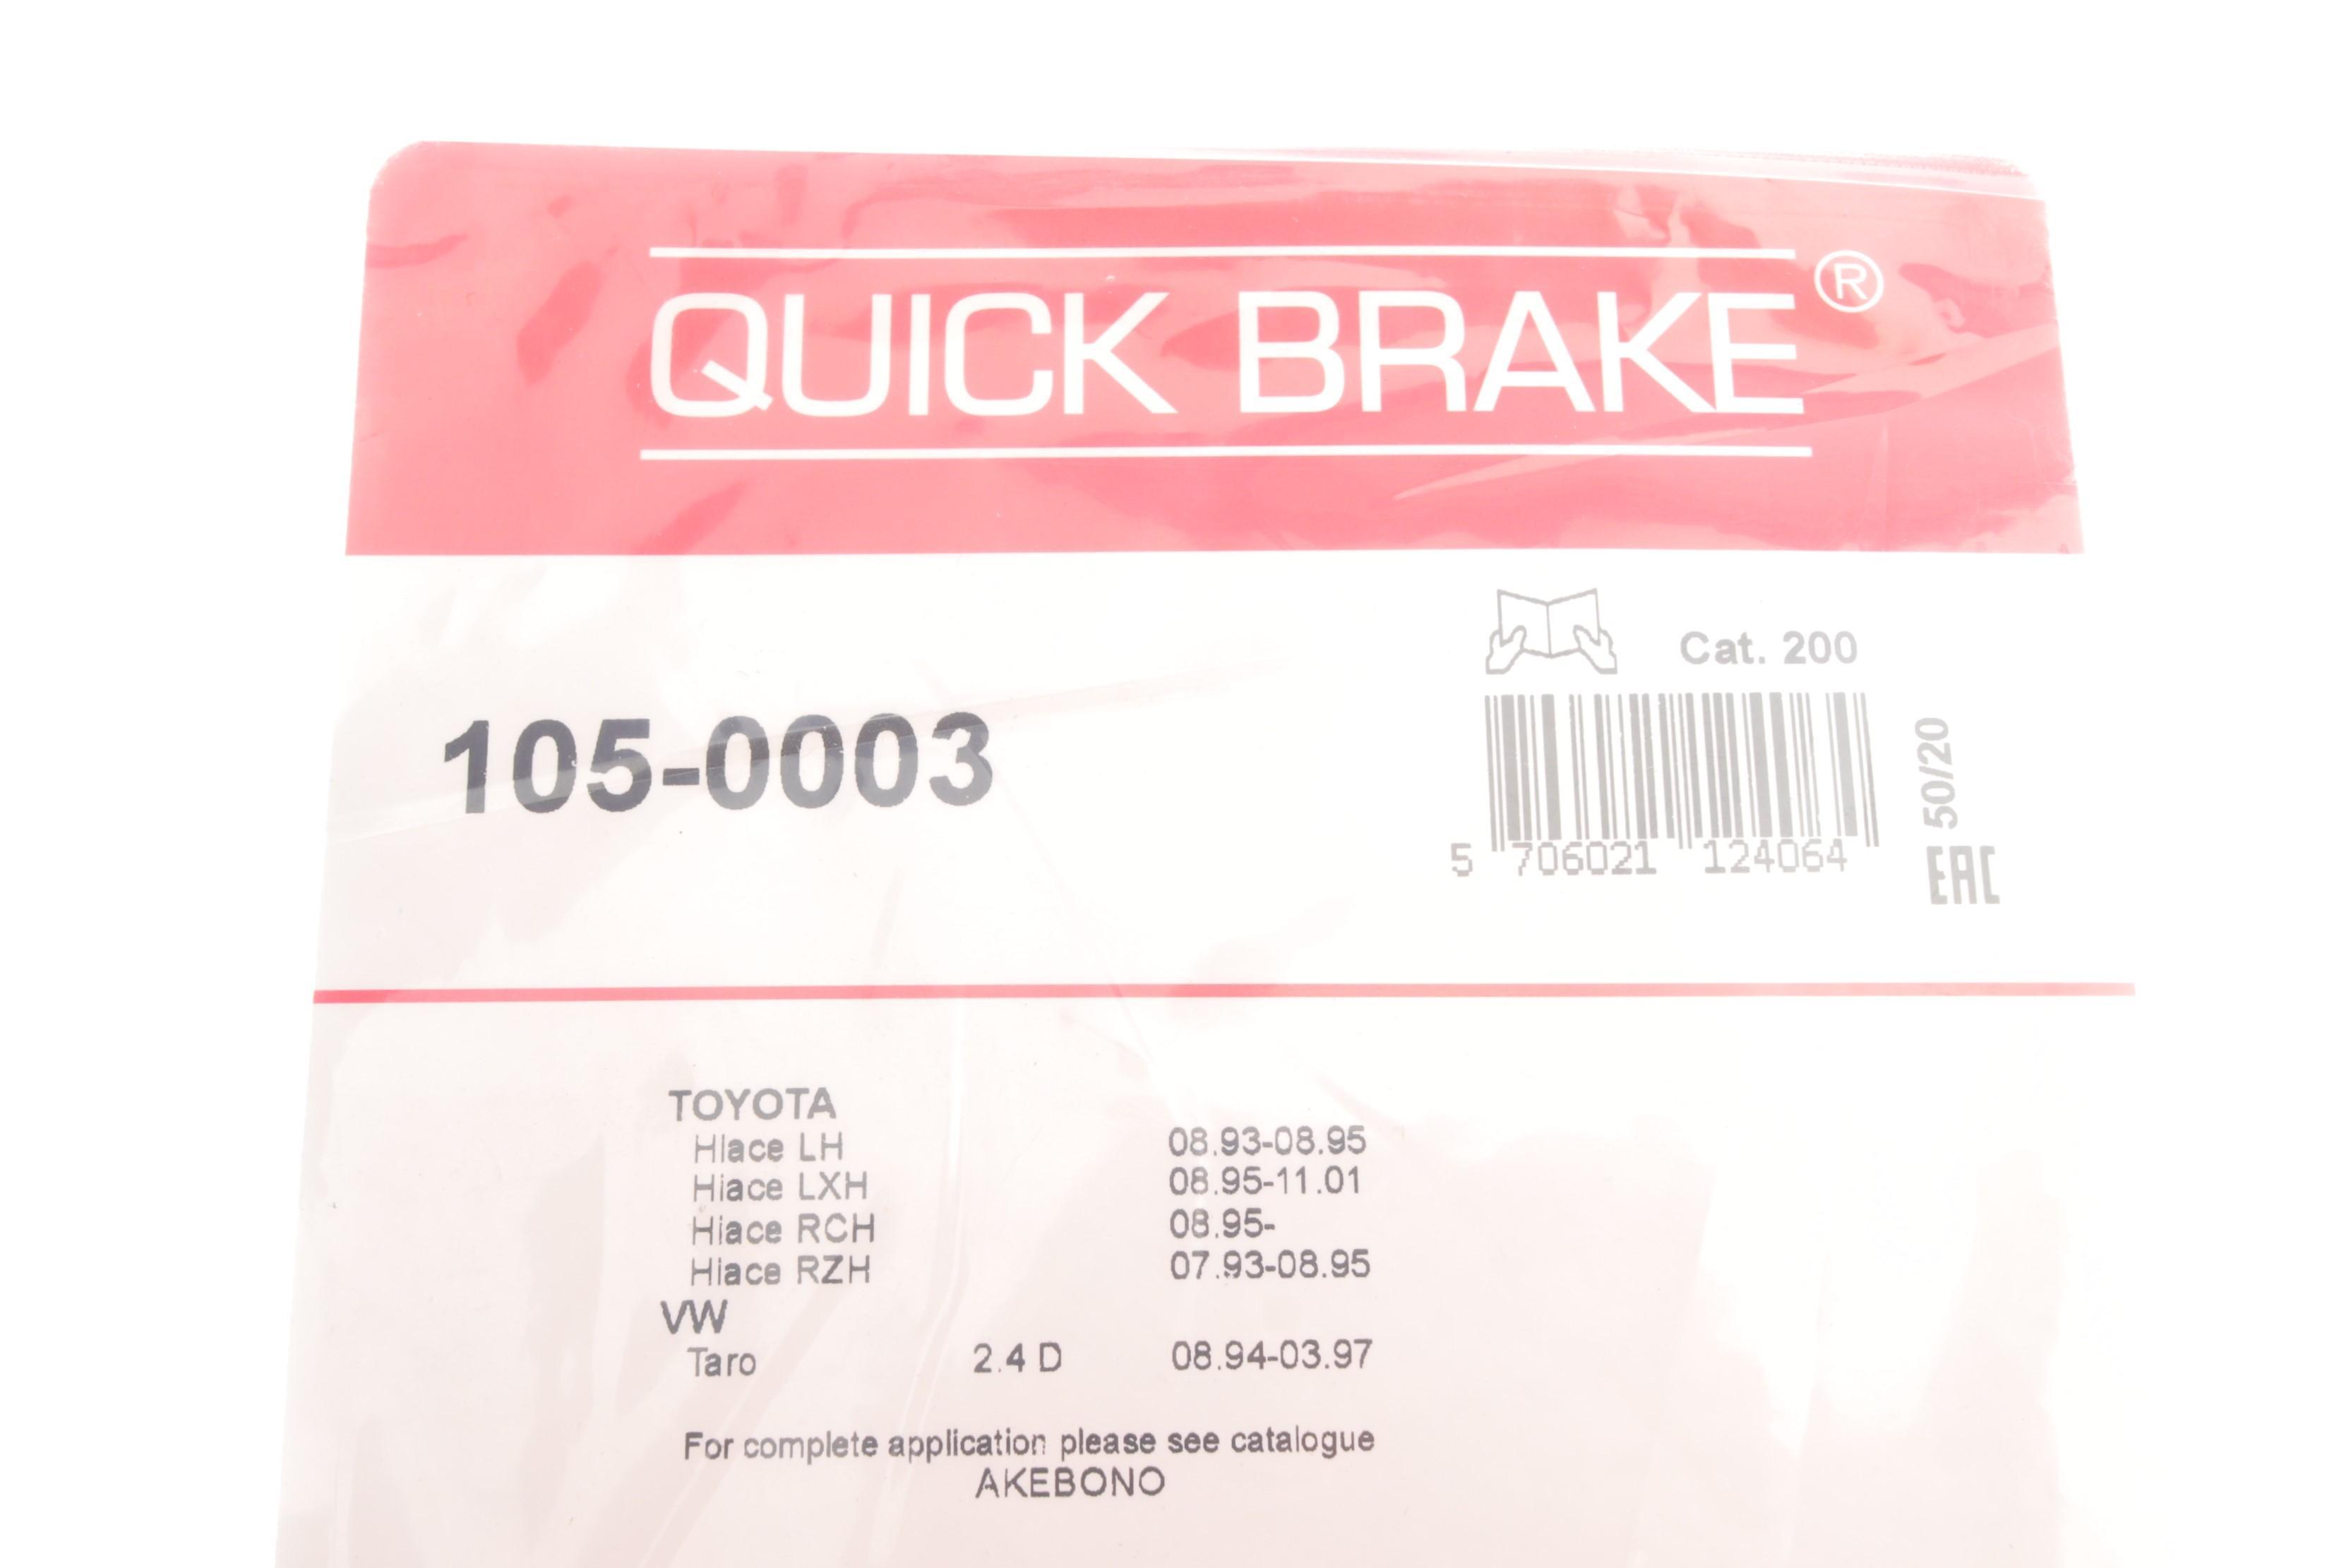 QUICK BRAKE®
Cat. 200
105-0003
50/20
5 706021 124064
EAC
TOYOTA
Hiace LH 08.93-08.95
Hiace LXH 08.95-11.01
Hiace RCH 08.95-
Hiace RZH 07.93-08.95
VW
Taro 2.4 D 08.94-03.97
For complete application please see catalogue
AKEBONO